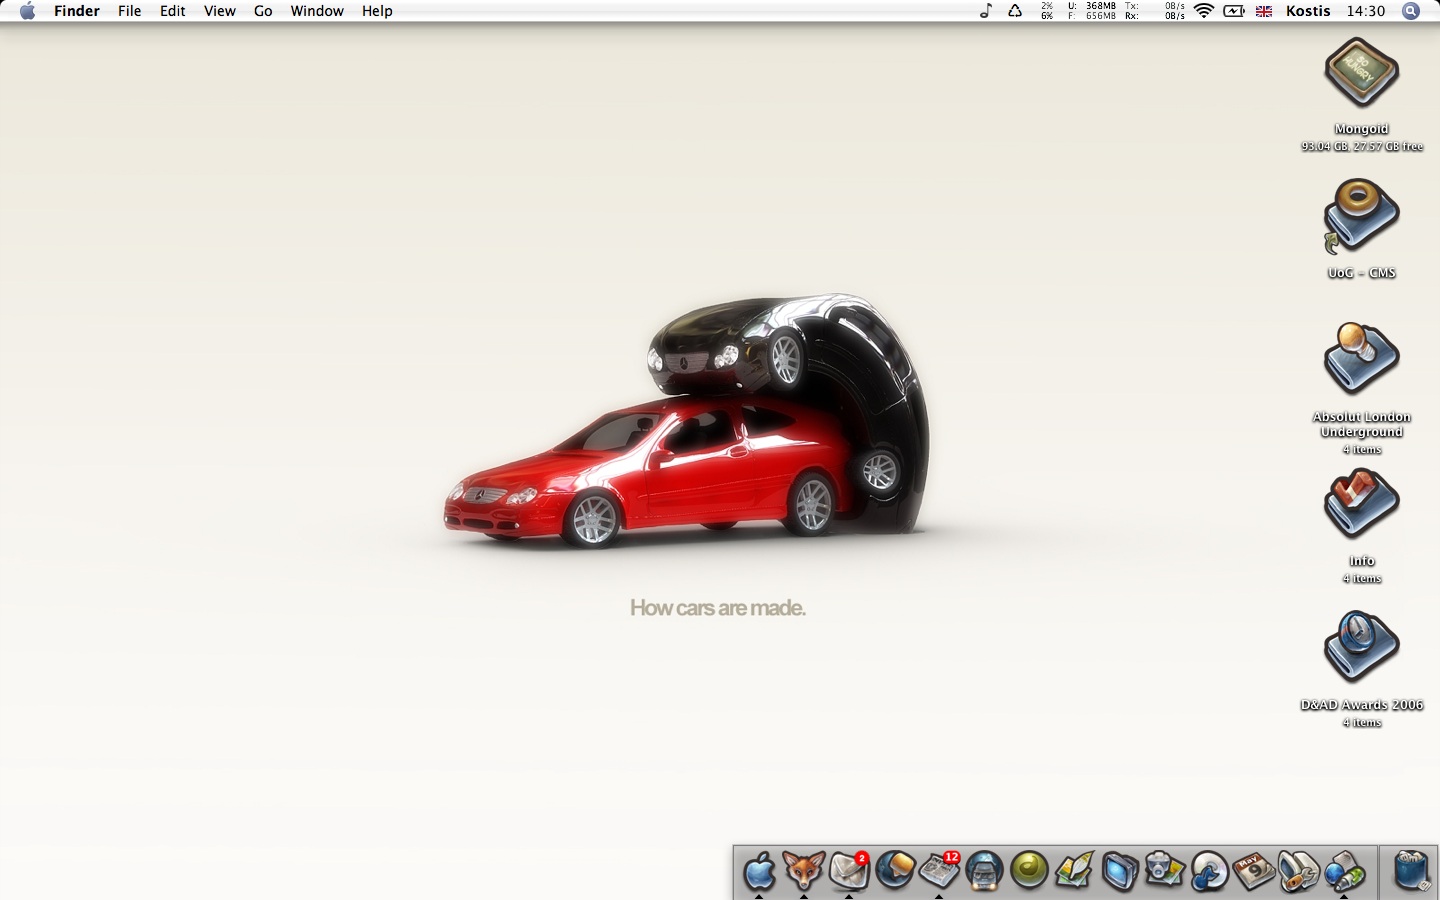 Finder File Edit View Go Window Help
2% U: 368MB Tx: 0B/s
6% F: 656MB Rx: 0B/s
Kostis 14:30
SO HUNGRY
Mongoid
93.04 GB, 27.57 GB free
UoG - CMS
Absolut London
Underground
4 items
Info
4 items
D&AD Awards 2006
4 items
How cars are made.
2
12
May
9